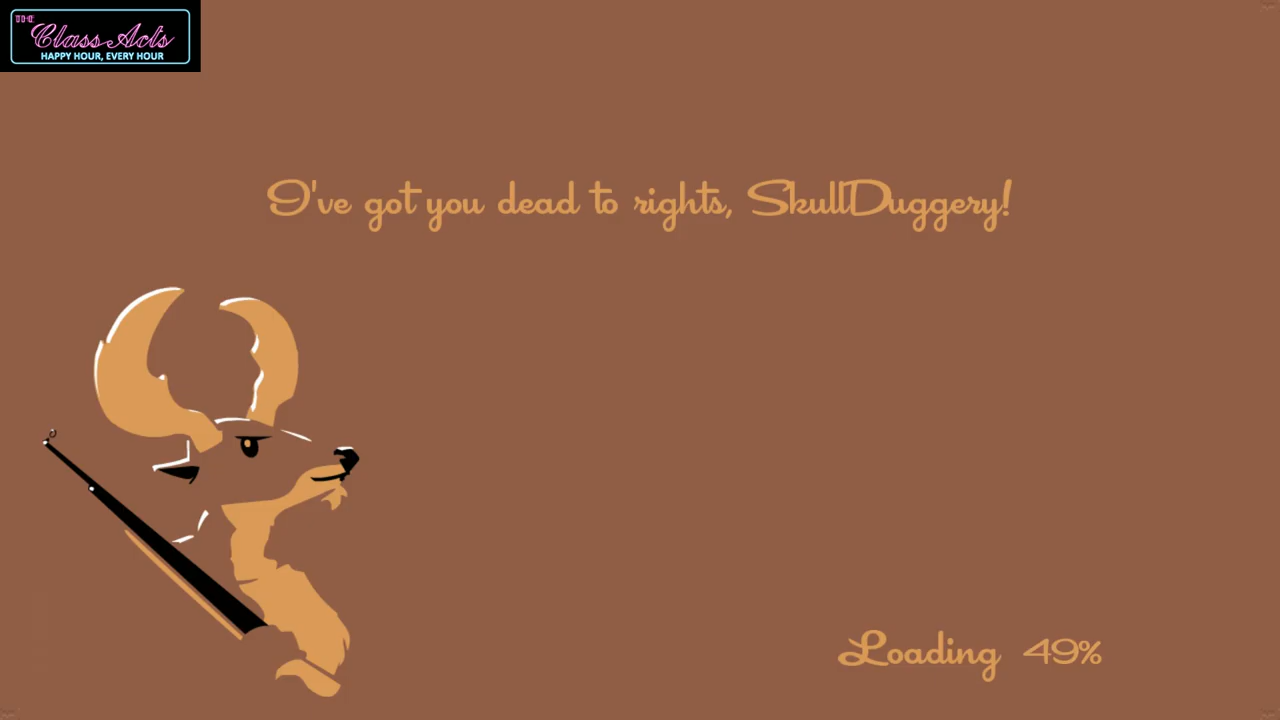 THE
Class Acts
HAPPY HOUR, EVERY HOUR
I've got you dead to rights, SkullDuggery!
Loading 49%